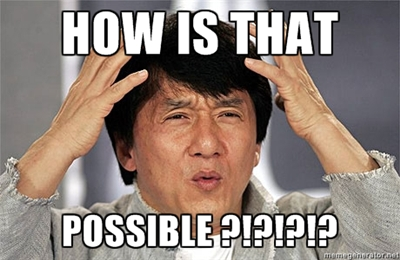 HOW IS THAT
POSSIBLE ?!?!?!?
memegenerator.net